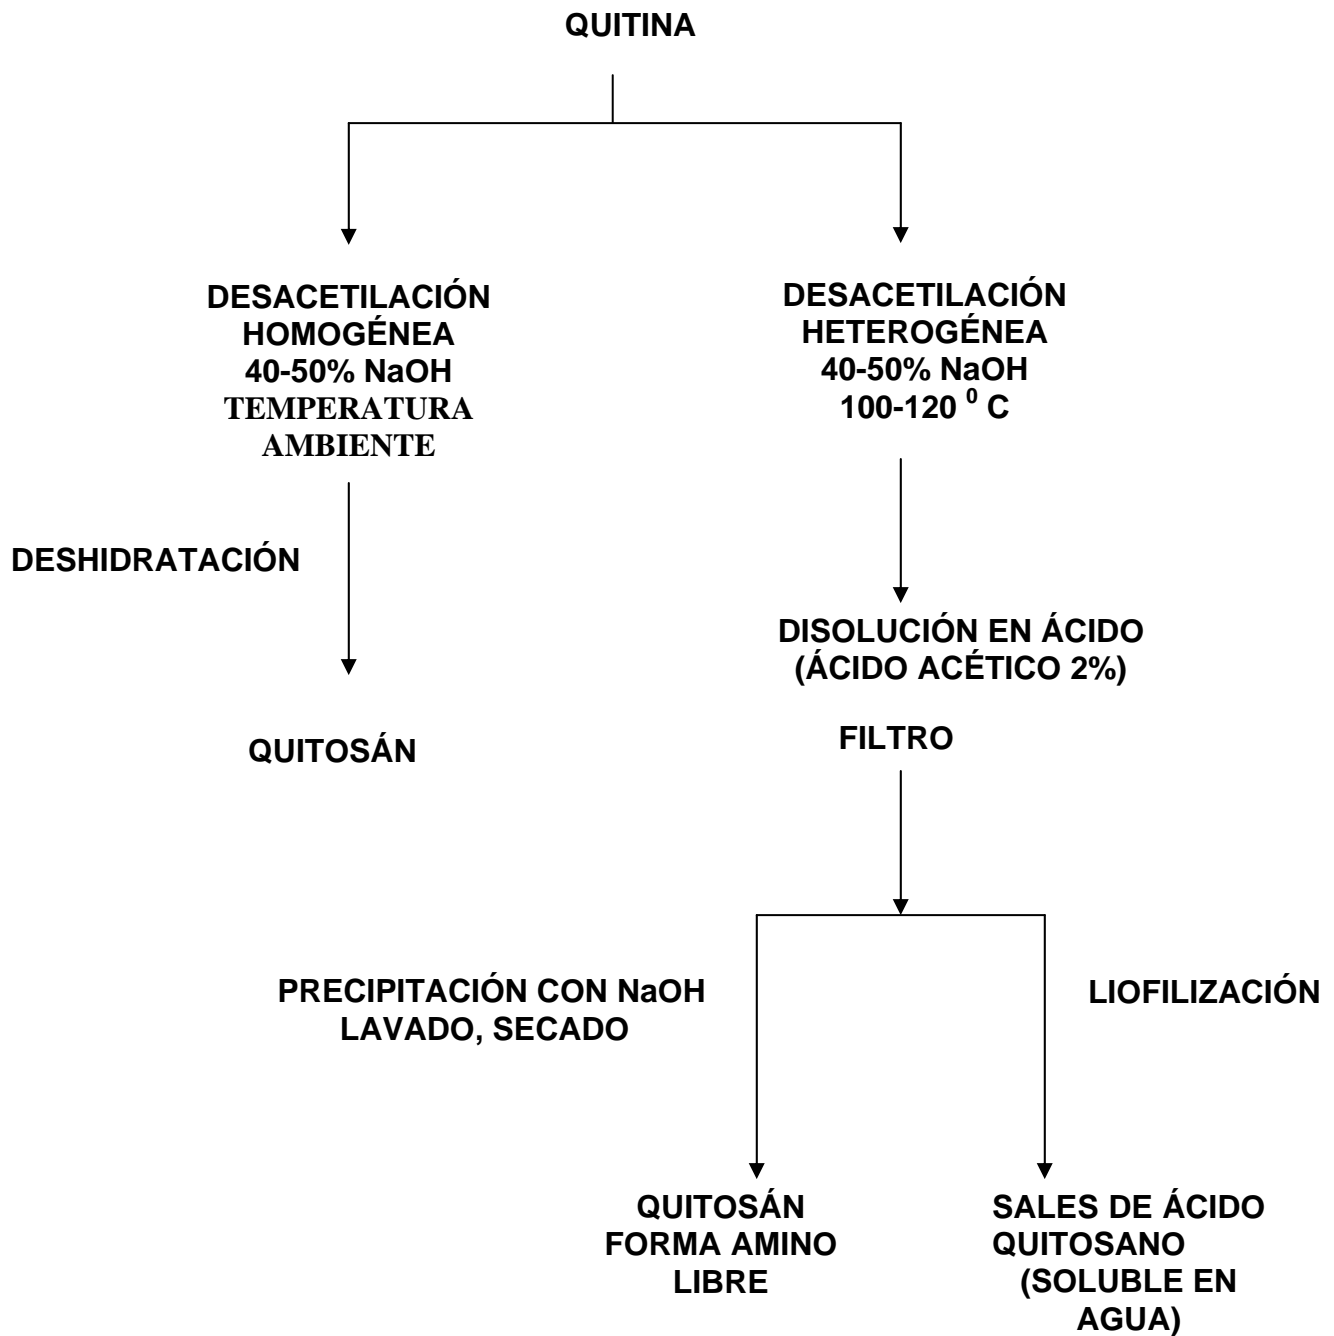 QUITINA
DESACETILACIÓN
HOMOGÉNEA
40-50% NaOH
TEMPERATURA
AMBIENTE
DESACETILACIÓN
HETEROGÉNEA
40-50% NaOH
100-120 ⁰ C
DESHIDRATACIÓN
QUITOSÁN
DISOLUCIÓN EN ÁCIDO
(ÁCIDO ACÉTICO 2%)
FILTRO
PRECIPITACIÓN CON NaOH
LAVADO, SECADO
LIOFILIZACIÓN
QUITOSÁN
FORMA AMINO
LIBRE
SALES DE ÁCIDO
QUITOSANO
(SOLUBLE EN
AGUA)